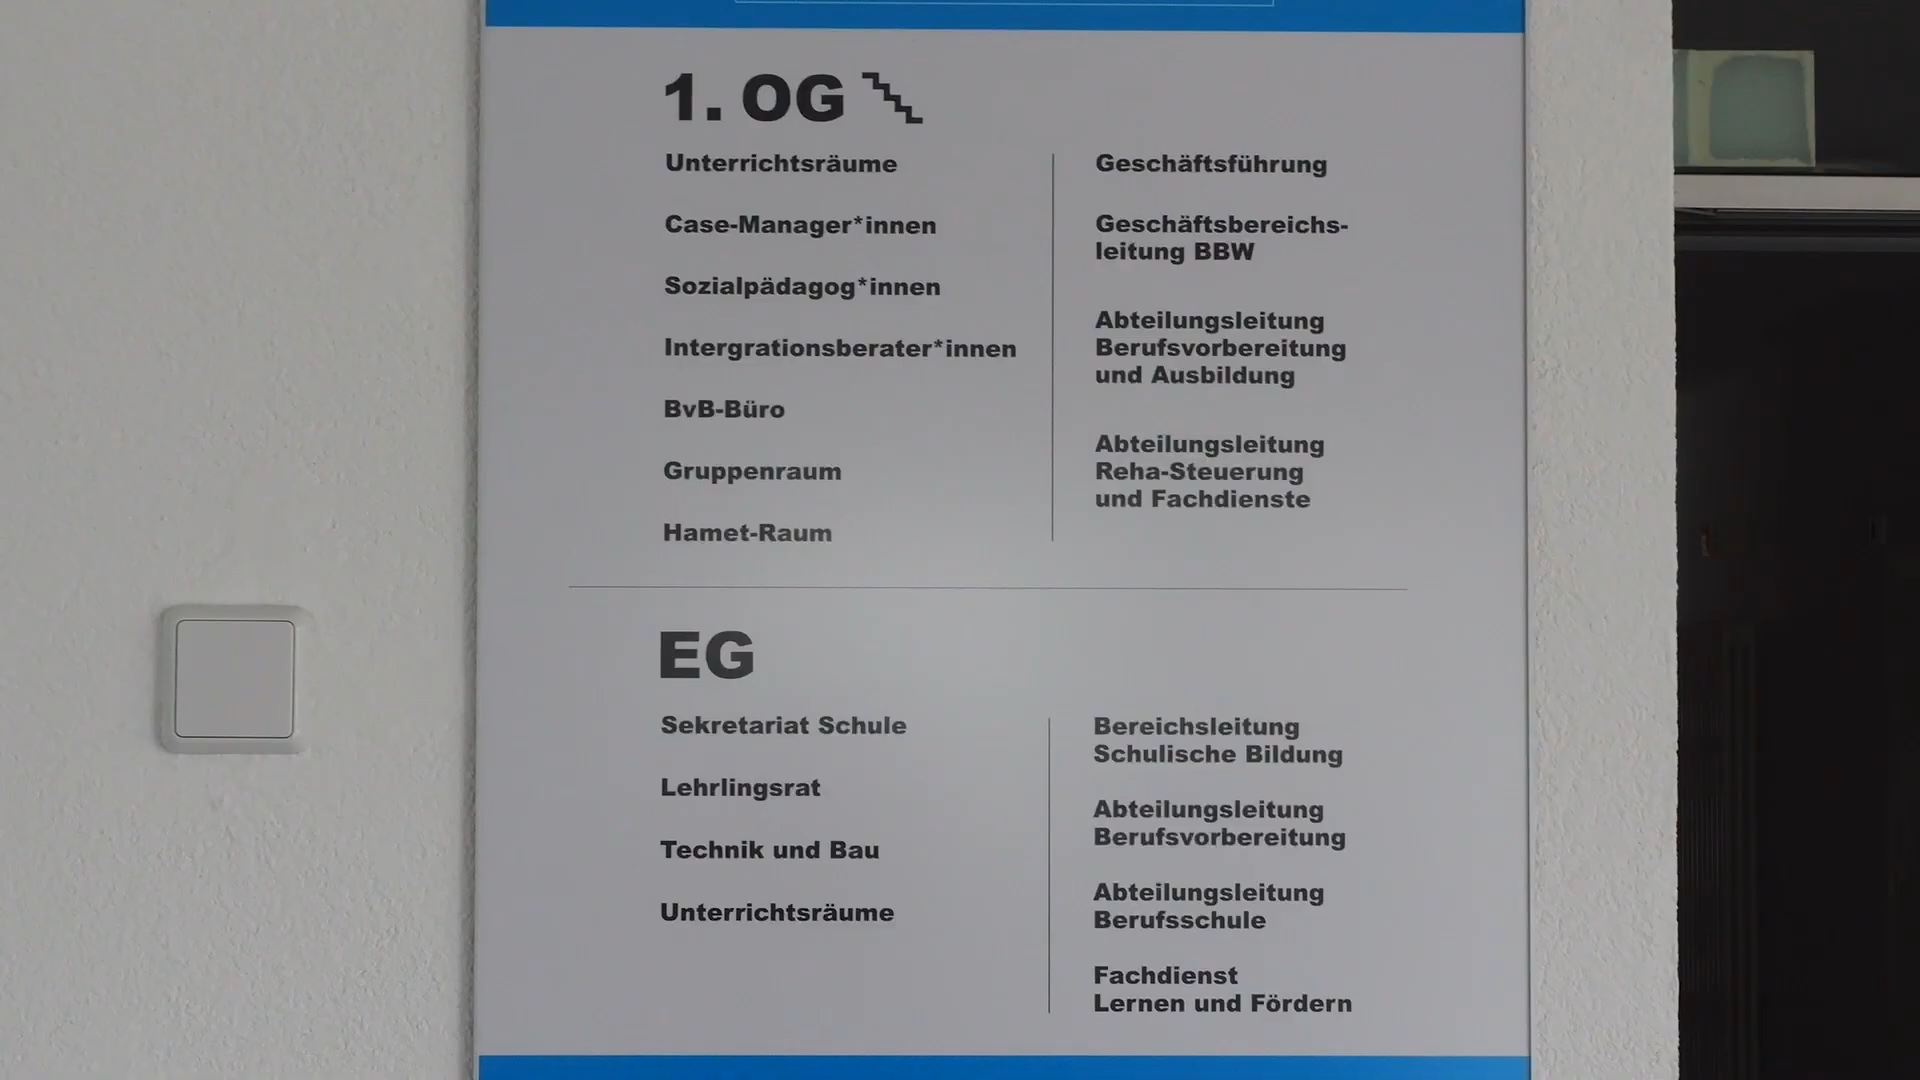 1. OG
Unterrichtsräume
Case-Manager*innen
Sozialpädagog*innen
Intergrationsberater*innen
BvB-Büro
Gruppenraum
Hamet-Raum
Geschäftsführung
Geschäftsbereichs-
leitung BBW
Abteilungsleitung
Berufsvorbereitung
und Ausbildung
Abteilungsleitung
Reha-Steuerung
und Fachdienste
EG
Sekretariat Schule
Lehrlingsrat
Technik und Bau
Unterrichtsräume
Bereichsleitung
Schulische Bildung
Abteilungsleitung
Berufsvorbereitung
Abteilungsleitung
Berufsschule
Fachdienst
Lernen und Fördern